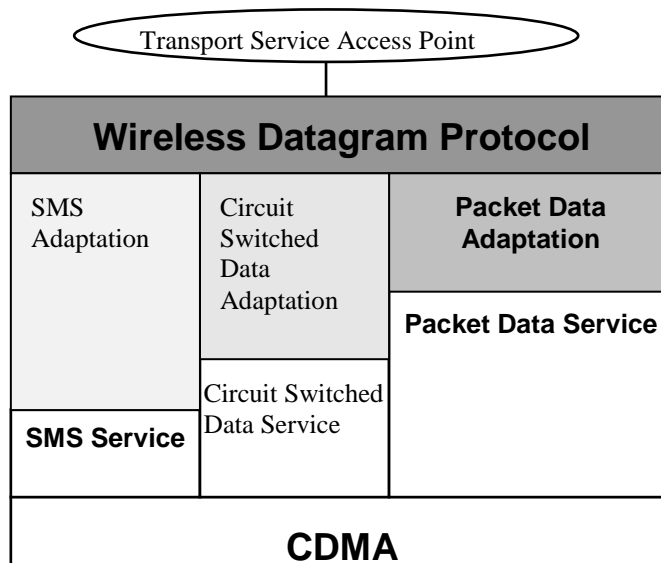 Transport Service Access Point
Wireless Datagram Protocol
SMS
Adaptation
Circuit
Switched
Data
Adaptation
Packet Data
Adaptation
Packet Data Service
Circuit Switched
Data Service
SMS Service
CDMA